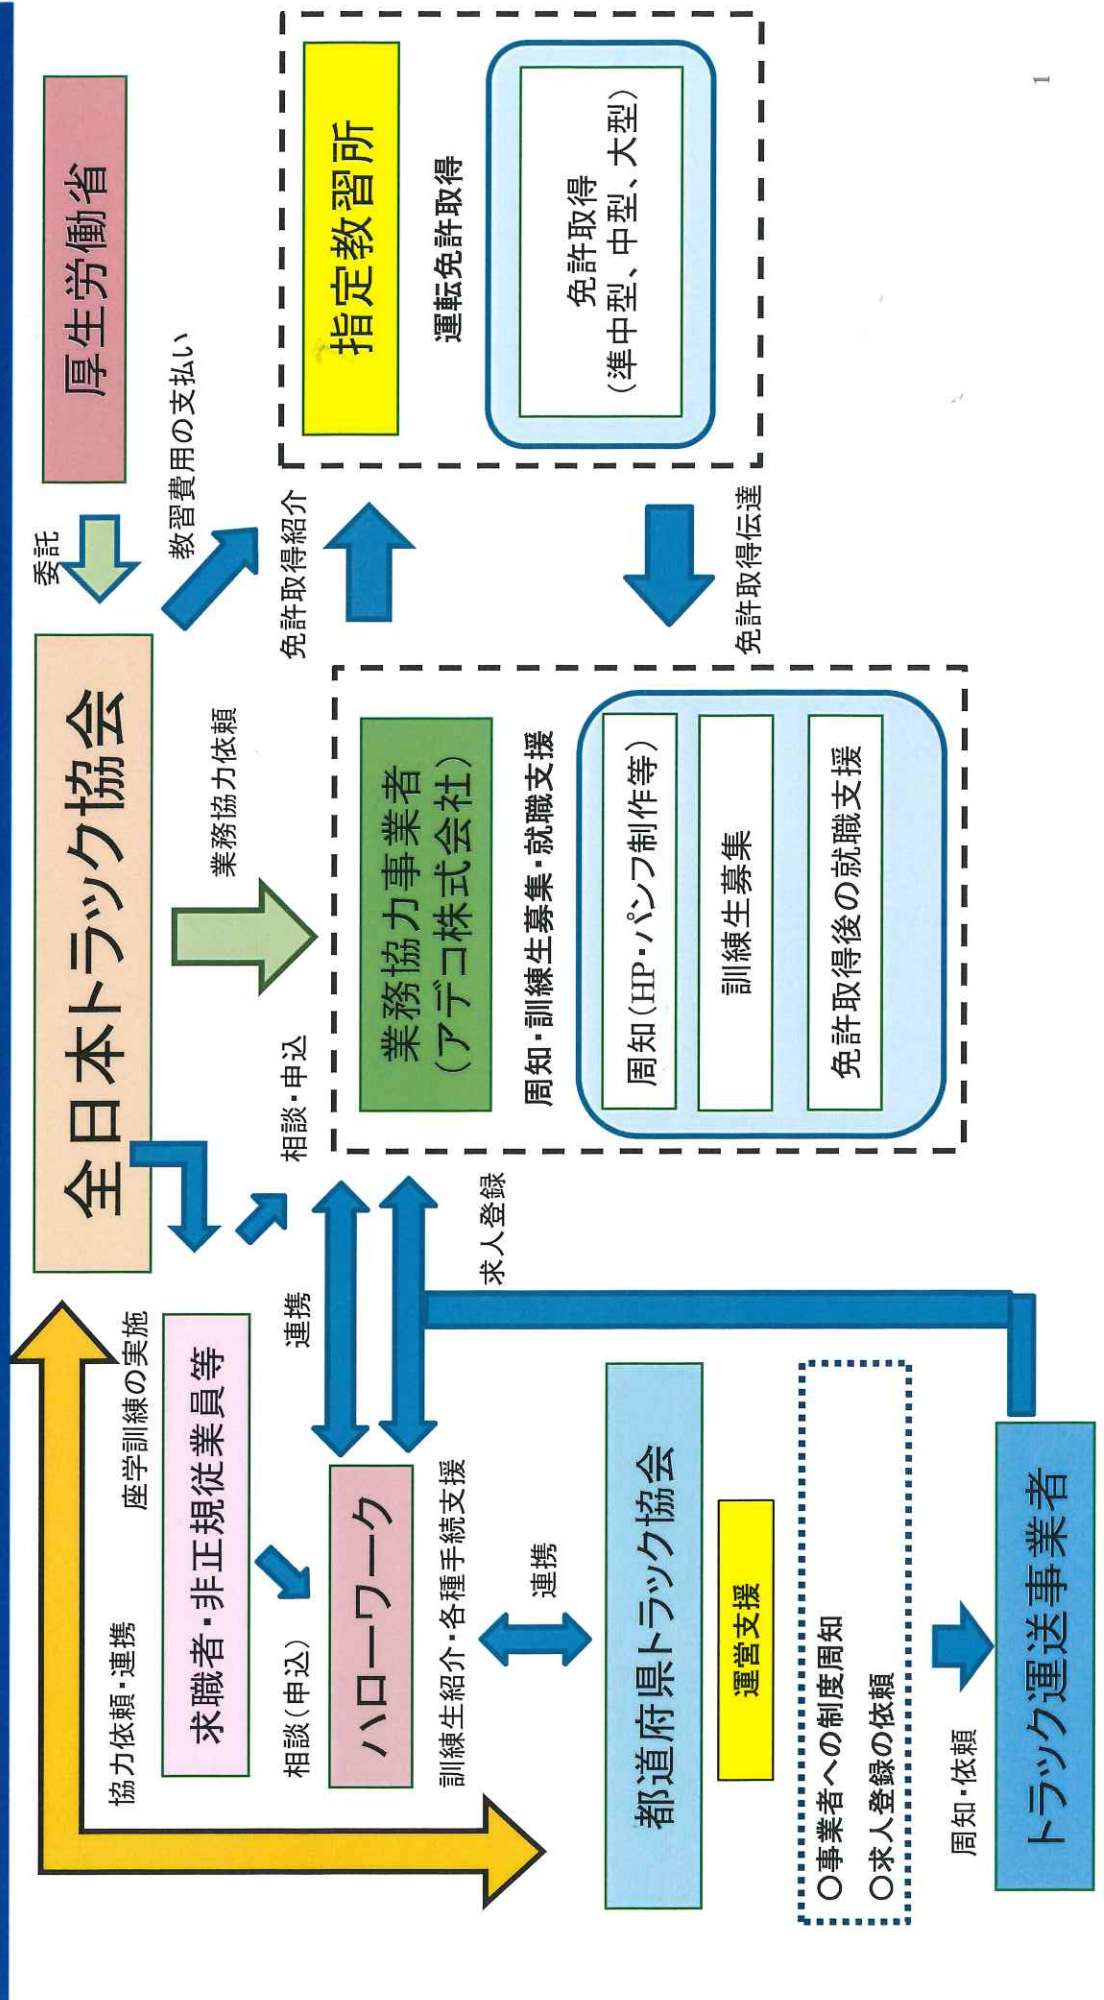 全日本トラック協会
委託
厚生労働省
教習費用の支払い
業務協力依頼
協力依頼・連携
座学訓練の実施
求職者・非正規従業員等
相談・申込
相談(申込)
連携
ハローワーク
訓練生紹介・各種手続支援
求人登録
連携
都道府県トラック協会
運営支援
○事業者への制度周知
○求人登録の依頼
周知・依頼
トラック運送事業者
業務協力事業者
(アデコ株式会社)
周知・訓練生募集・就職支援
周知(HP・パンフ制作等)
訓練生募集
免許取得後の就職支援
免許取得紹介
免許取得伝達
指定教習所
運転免許取得
免許取得
(準中型、中型、大型)
1